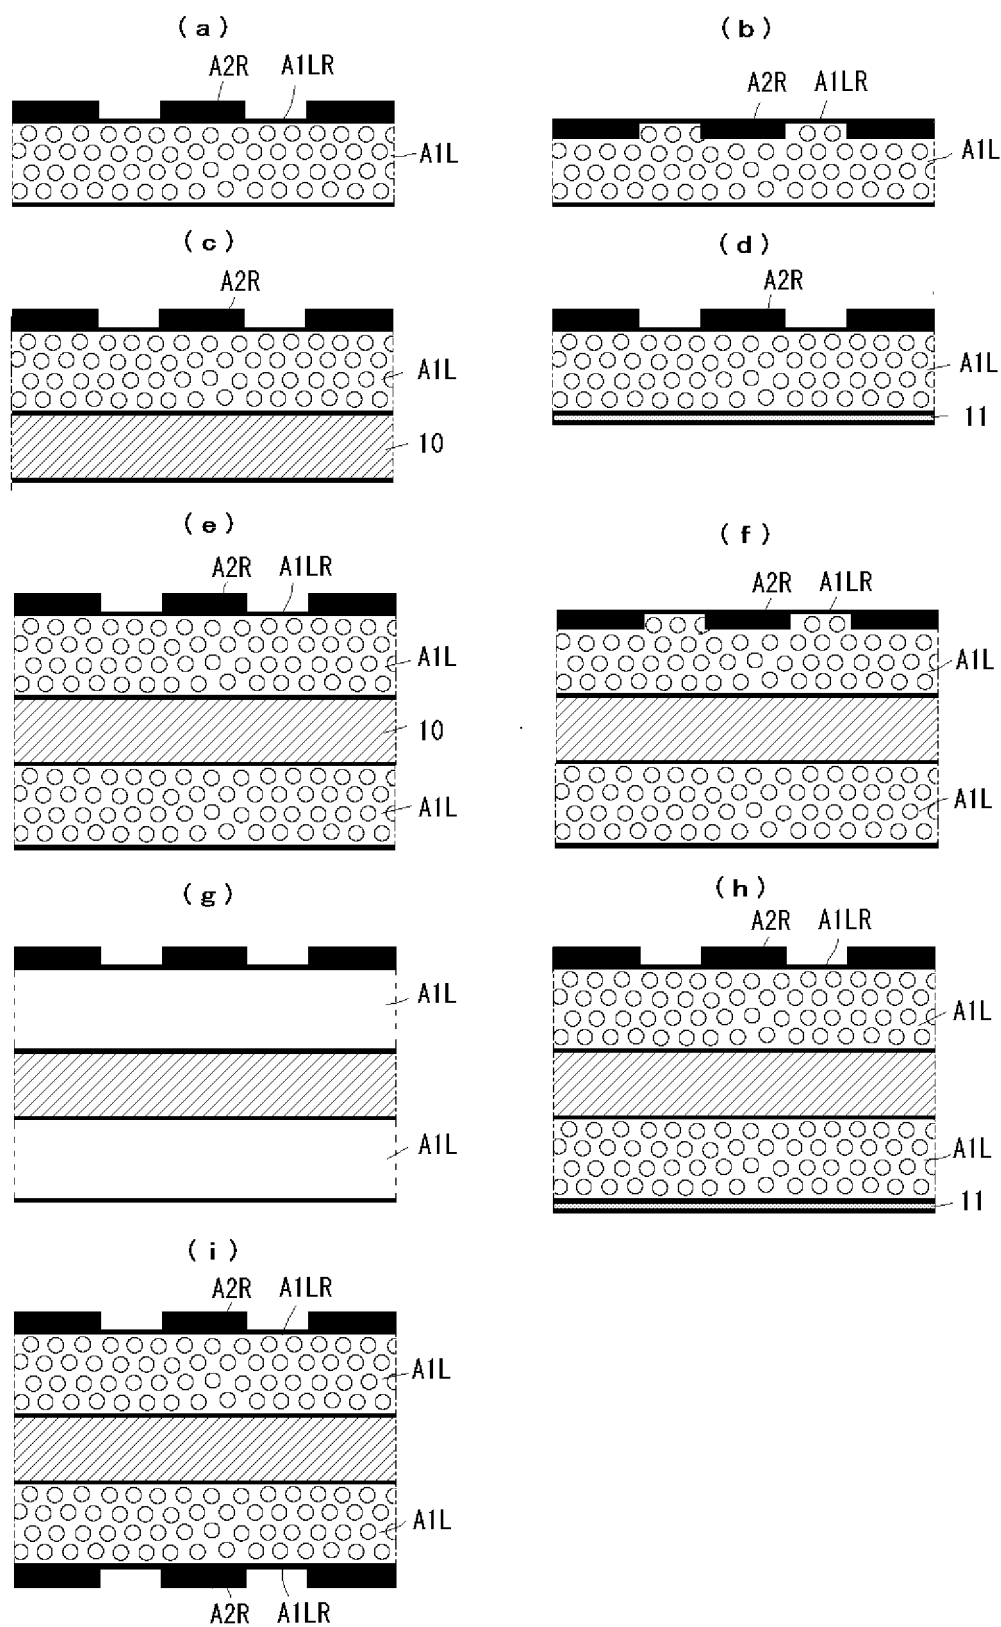 (a)
A2R A1LR
A1L
(b)
A2R A1LR
A1L
(c)
A2R
A1L
10
(d)
A2R
A1L
11
(e)
A2R A1LR
A1L
10
A1L
(f)
A2R A1LR
A1L
A1L
(g)
A1L
A1L
(h)
A2R A1LR
A1L
A1L
11
(i)
A2R A1LR
A1L
A1L
A2R A1LR